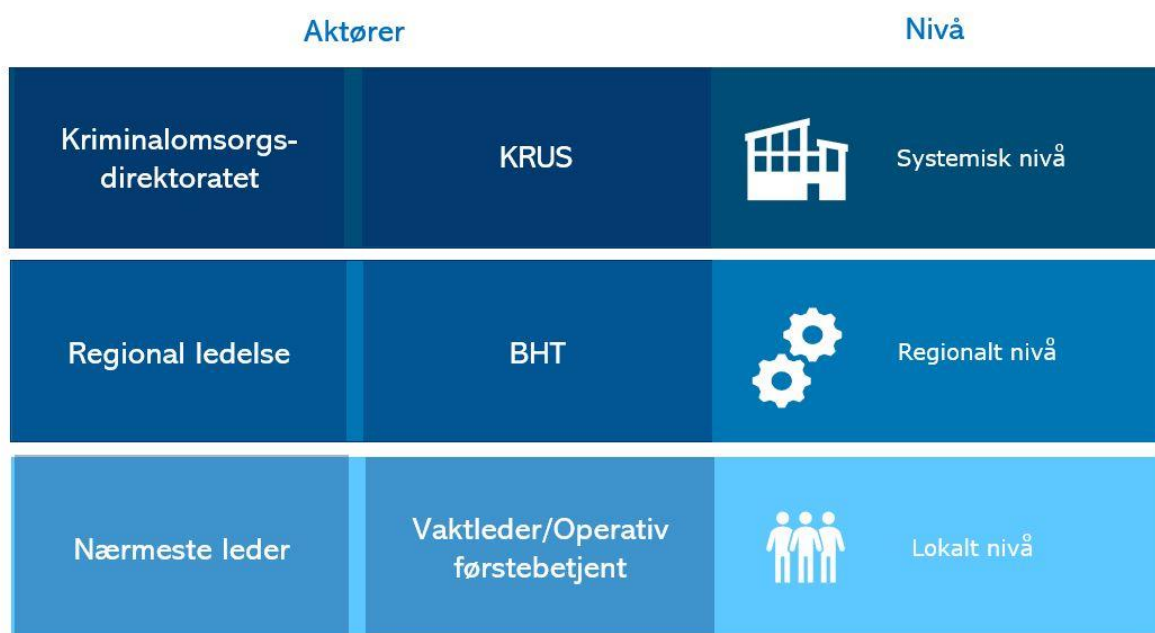 Aktører
Nivå
Kriminalomsorgs-
direktoratet
KRUS
Systemisk nivå
Regional ledelse
BHT
Regionalt nivå
Nærmeste leder
Vaktleder/Operativ
førstebetjent
Lokalt nivå